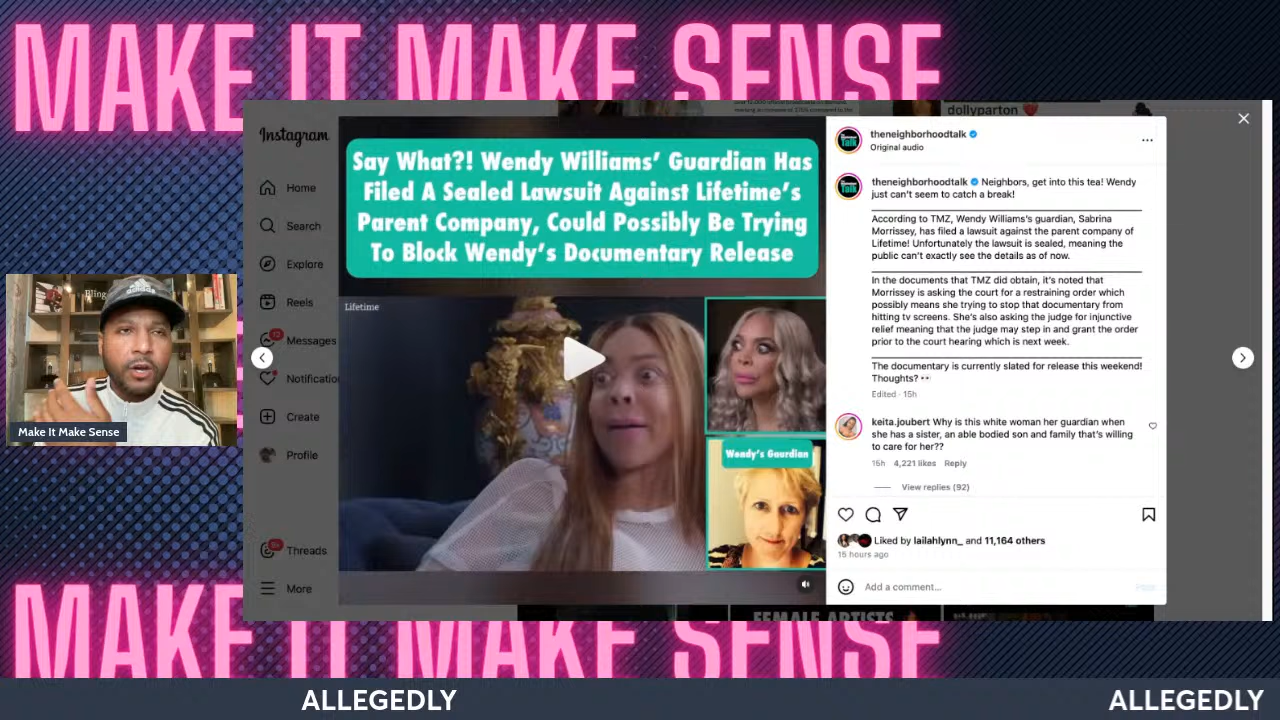 MAKE IT MAKE SENSE
Instagram
Home
Search
Explore
Reels
Messages
Notification
Create
Profile
Threads
More
dollyparton
Say What?! Wendy Williams’ Guardian Has
Filed A Sealed Lawsuit Against Lifetime’s
Parent Company, Could Possibly Be Trying
To Block Wendy’s Documentary Release
Lifetime
Wendy’s Guardian
theneighborhoodtalk
Original audio
theneighborhoodtalk Neighbors, get into this tea! Wendy
just can’t seem to catch a break!
According to TMZ, Wendy Williams’s guardian, Sabrina
Morrissey, has filed a lawsuit against the parent company of
Lifetime! Unfortunately the lawsuit is sealed, meaning the
public can’t exactly see the details as of now.
In the documents that TMZ did obtain, it’s noted that
Morrissey is asking the court for a restraining order which
possibly means she trying to stop that documentary from
hitting tv screens. She’s also asking the judge for injunctive
relief meaning that the judge may step in and grant the order
prior to the court hearing which is next week.
The documentary is currently slated for release this weekend!
Thoughts? 👀
Edited · 15h
keita.joubert Why is this white woman her guardian when
she has a sister, an able bodied son and family that’s willing
to care for her??
15h 4,221 likes Reply
View replies (92)
Liked by lailahlynn_ and 11,164 others
15 hours ago
Add a comment...
Post
Bling
Make It Make Sense
FEMALE ARTISTS
MAKE IT MAKE SENSE
ALLEGEDLY ALLEGEDLY